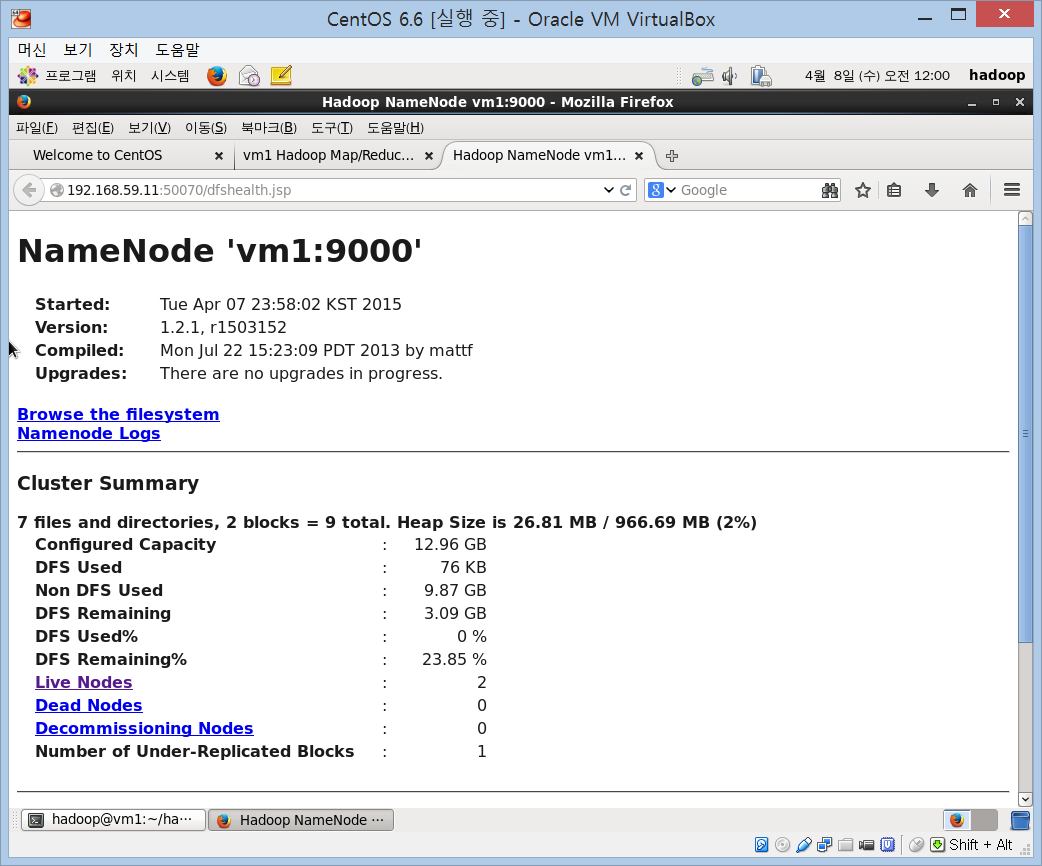 CentOS 6.6 [실행 중] - Oracle VM VirtualBox
머신 보기 장치 도움말
프로그램 위치 시스템 4월 8일 (수) 오전 12:00 hadoop
Hadoop NameNode vm1:9000 - Mozilla Firefox
파일(F) 편집(E) 보기(V) 이동(S) 북마크(B) 도구(T) 도움말(H)
Welcome to CentOS vm1 Hadoop Map/Reduc... Hadoop NameNode vm1...
192.168.59.11:50070/dfshealth.jsp Google
NameNode 'vm1:9000'
Started: Tue Apr 07 23:58:02 KST 2015
Version: 1.2.1, r1503152
Compiled: Mon Jul 22 15:23:09 PDT 2013 by mattf
Upgrades: There are no upgrades in progress.
Browse the filesystem
Namenode Logs
Cluster Summary
7 files and directories, 2 blocks = 9 total. Heap Size is 26.81 MB / 966.69 MB (2%)
Configured Capacity : 12.96 GB
DFS Used : 76 KB
Non DFS Used : 9.87 GB
DFS Remaining : 3.09 GB
DFS Used% : 0 %
DFS Remaining% : 23.85 %
Live Nodes : 2
Dead Nodes : 0
Decommissioning Nodes : 0
Number of Under-Replicated Blocks : 1
hadoop@vm1:~/ha··· Hadoop NameNode ···
Shift + Alt